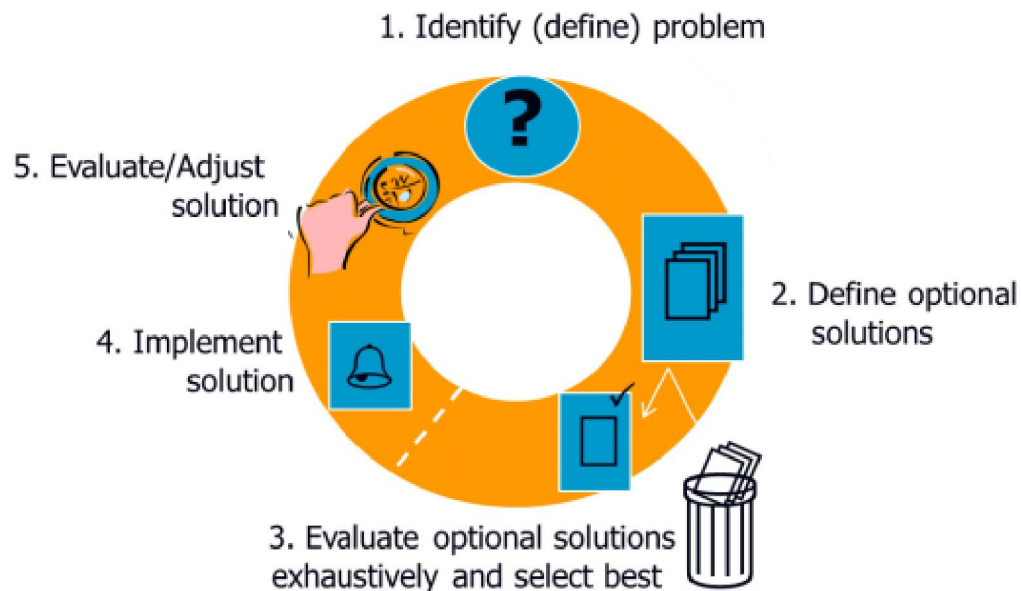 1. Identify (define) problem
?
5. Evaluate/Adjust
solution
2. Define optional
solutions
4. Implement
solution
3. Evaluate optional solutions
exhaustively and select best